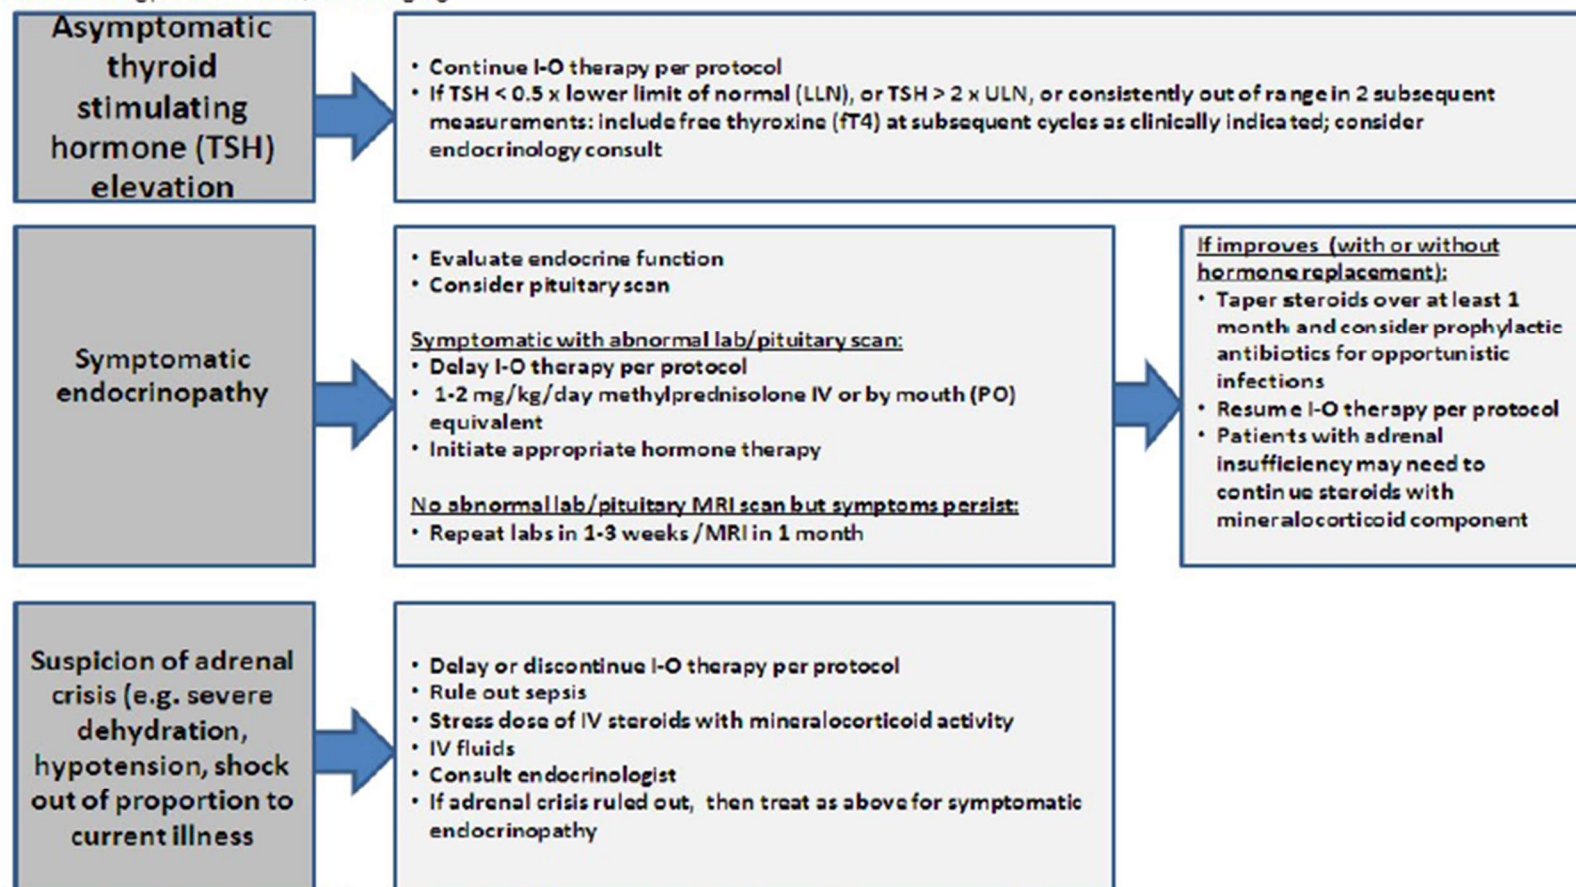 Asymptomatic
thyroid
stimulating
hormone (TSH)
elevation
• Continue I-O therapy per protocol
• If TSH < 0.5 x lower limit of normal (LLN), or TSH > 2 x ULN, or consistently out of range in 2 subsequent
measurements: include free thyroxine (fT4) at subsequent cycles as clinically indicated; consider
endocrinology consult
Symptomatic
endocrinopathy
• Evaluate endocrine function
• Consider pituitary scan
Symptomatic with abnormal lab/pituitary scan:
• Delay I-O therapy per protocol
• 1-2 mg/kg/day methylprednisolone IV or by mouth (PO)
equivalent
• Initiate appropriate hormone therapy
No abnormal lab/pituitary MRI scan but symptoms persist:
• Repeat labs in 1-3 weeks /MRI in 1 month
If improves (with or without
hormone replacement):
• Taper steroids over at least 1
month and consider prophylactic
antibiotics for opportunistic
infections
• Resume I-O therapy per protocol
• Patients with adrenal
insufficiency may need to
continue steroids with
mineralocorticoid component
Suspicion of adrenal
crisis (e.g. severe
dehydration,
hypotension, shock
out of proportion to
current illness
• Delay or discontinue I-O therapy per protocol
• Rule out sepsis
• Stress dose of IV steroids with mineralocorticoid activity
• IV fluids
• Consult endocrinologist
• If adrenal crisis ruled out, then treat as above for symptomatic
endocrinopathy